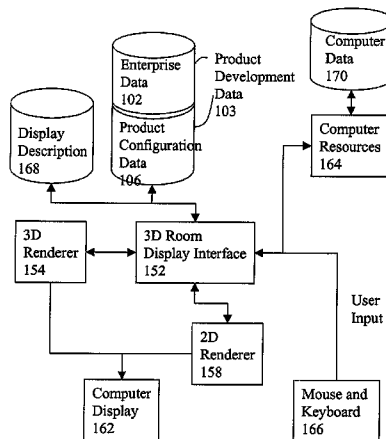 Enterprise
Data
102
Product
Development
Data
103
Computer
Data
170
Display
Description
168
Product
Configuration
Data
106
Computer
Resources
164
3D
Renderer
154
3D Room
Display Interface
152
User
Input
2D
Renderer
158
Computer
Display
162
Mouse and
Keyboard
166